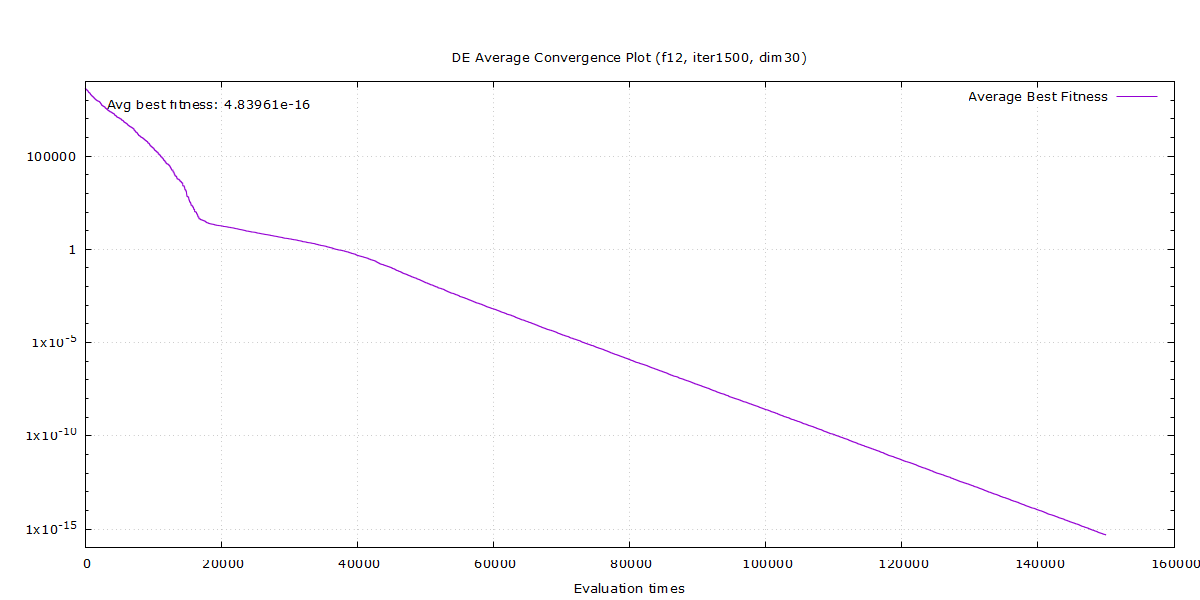 DE Average Convergence Plot (f12, iter1500, dim30)
Avg best fitness: 4.83961e-16
Average Best Fitness
100000
1
1x10-5
1x10-10
1x10-15
0 20000 40000 60000 80000 100000 120000 140000 160000
Evaluation times